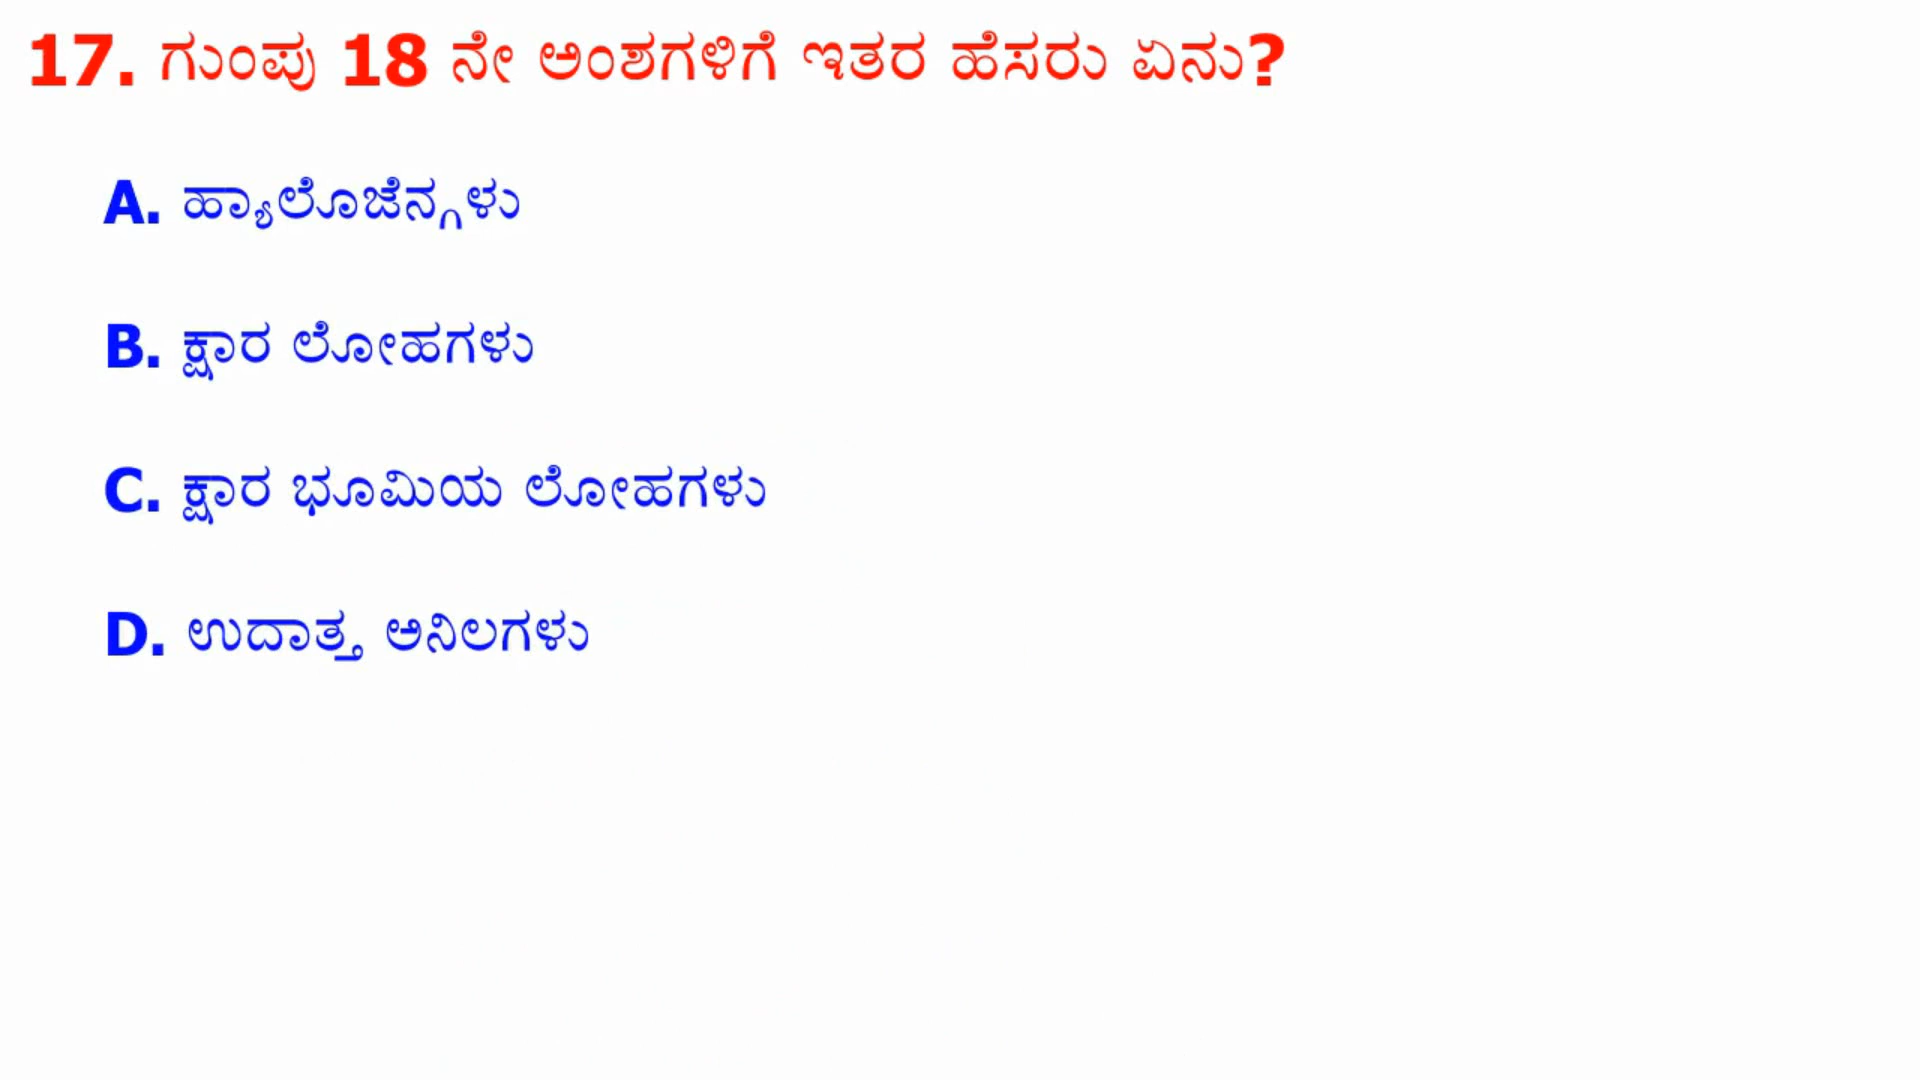 17. ಗುಂಪು 18 ನೇ ಅಂಶಗಳಿಗೆ ಇತರ ಹೆಸರು ಏನು?
A. ಹ್ಯಾಲೊಜೆನ್ಗಳು
B. ಕ್ಷಾರ ಲೋಹಗಳು
C. ಕ್ಷಾರ ಭೂಮಿಯ ಲೋಹಗಳು
D. ಉದಾತ್ತ ಅನಿಲಗಳು